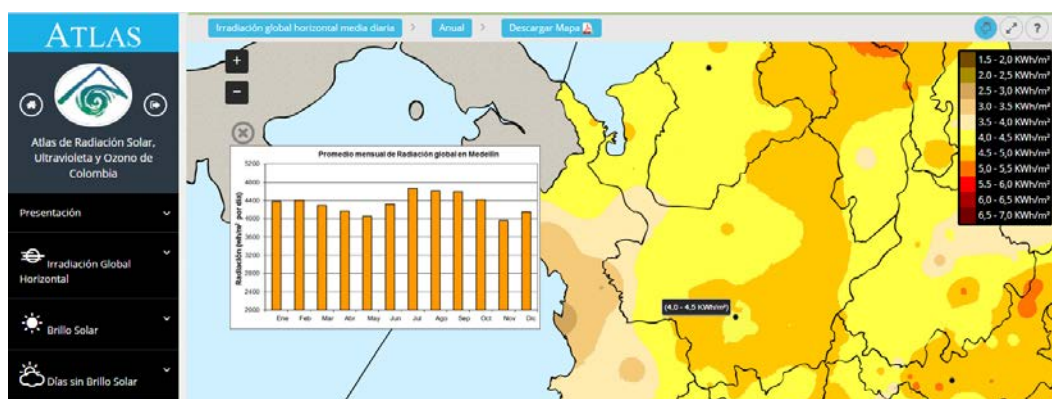 ATLAS
Atlas de Radiación Solar,
Ultravioleta y Ozono de
Colombia
Presentación
Irradiación Global
Horizontal
Brillo Solar
Días sin Brillo Solar
Irradiación global horizontal media diaria
Anual
Descargar Mapa
?
+
−
Promedio mensual de Radiación global en Medellín
Radiación (wh/m² por día)
5200
4800
4400
4000
3600
3200
2800
2400
2000
Ene Feb Mar Abr May Jun Jul Ago Sep Oct Nov Dic
(4.0 - 4.5 KWh/m²)
1.5 - 2,0 KWh/m²
2.0 - 2,5 KWh/m²
2.5 - 3,0 KWh/m²
3.0 - 3.5 KWh/m²
3.5 - 4,0 KWh/m²
4,0 - 4,5 KWh/m²
4.5 - 5,0 KWh/m²
5,0 - 5,5 KWh/m²
5.5 - 6,0 KWh/m²
6,0 - 6,5 KWh/m²
6,5 - 7,0 KWh/m²